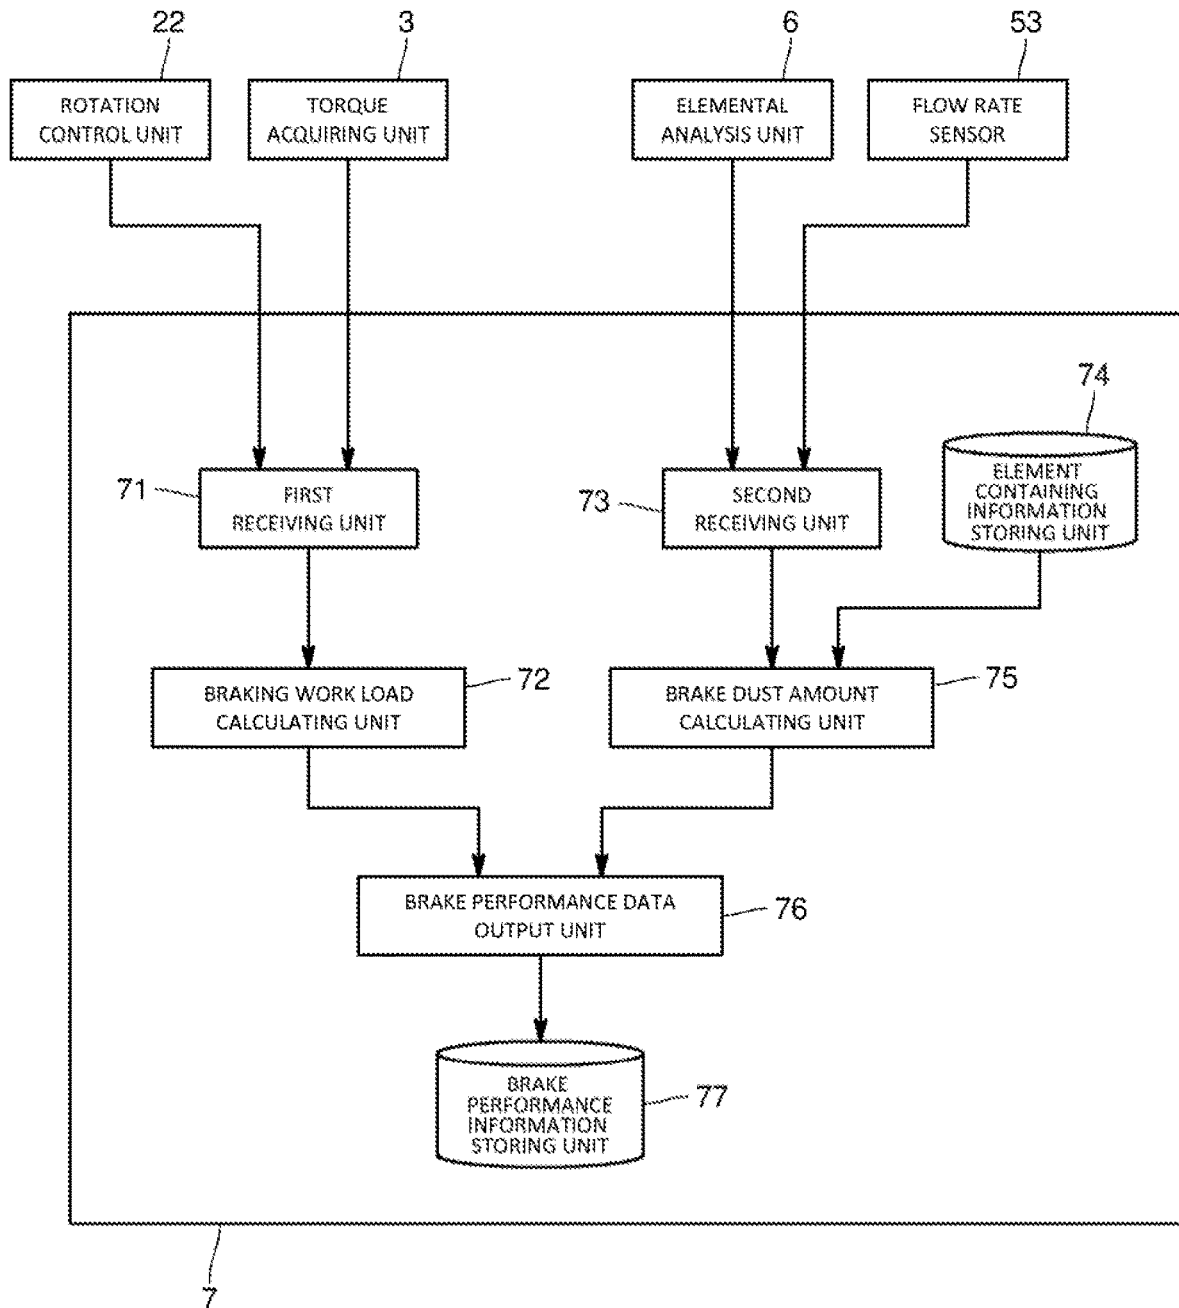 22
3
6
53
ROTATION
CONTROL UNIT
TORQUE
ACQUIRING UNIT
ELEMENTAL
ANALYSIS UNIT
FLOW RATE
SENSOR
74
71
FIRST
RECEIVING UNIT
73
SECOND
RECEIVING UNIT
ELEMENT
CONTAINING
INFORMATION
STORING UNIT
BRAKING WORK LOAD
CALCULATING UNIT
72
BRAKE DUST AMOUNT
CALCULATING UNIT
75
BRAKE PERFORMANCE DATA
OUTPUT UNIT
76
BRAKE
PERFORMANCE
INFORMATION
STORING UNIT
77
7